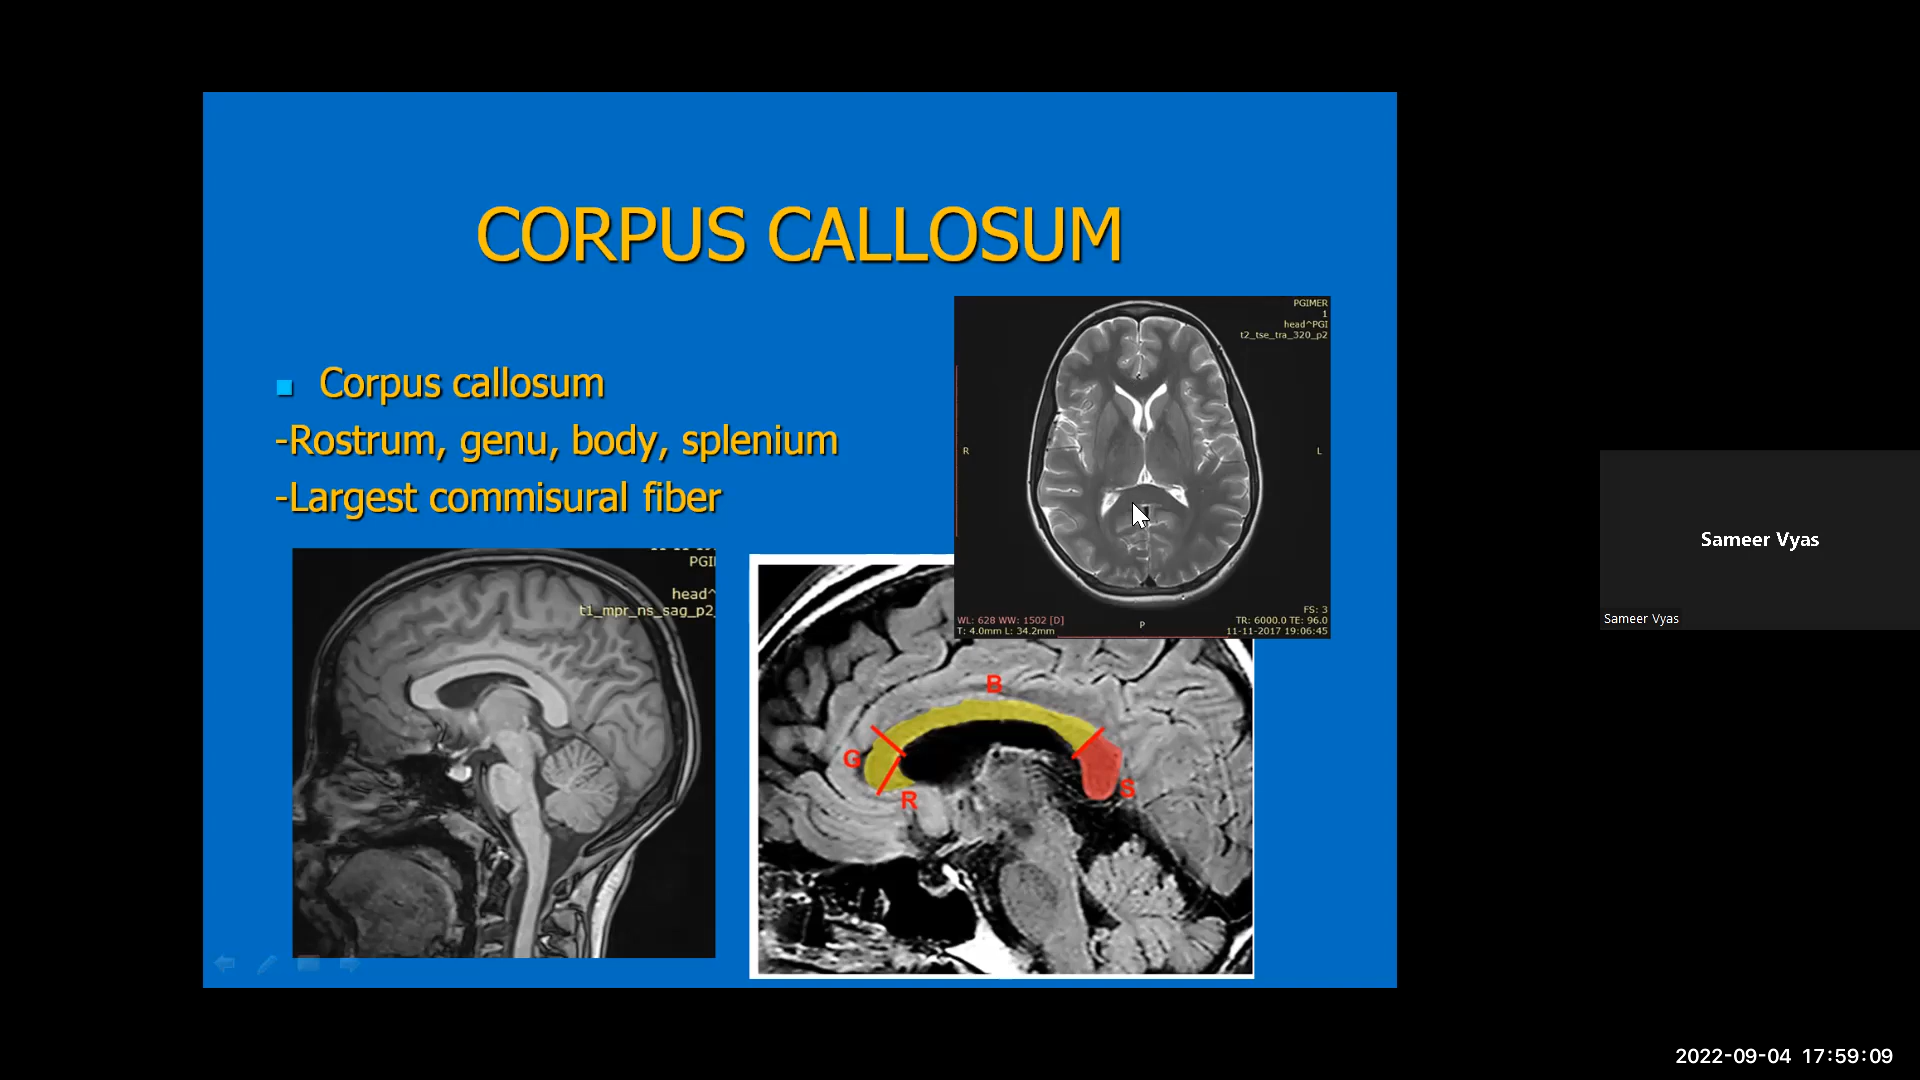 CORPUS CALLOSUM
Corpus callosum
-Rostrum, genu, body, splenium
-Largest commisural fiber
PGIMER
1
head^PGI
t2_tse_tra_320_p2
R
L
WL: 628 WW: 1502 [D]
T: 4.0mm L: 34.2mm
P
FS: 3
TR: 6000.0 TE: 96.0
11-11-2017 19:06:45
PGI
head^
t1_mpr_ns_sag_p2
B
G
R
S
Sameer Vyas
Sameer Vyas
2022-09-04 17:59:09